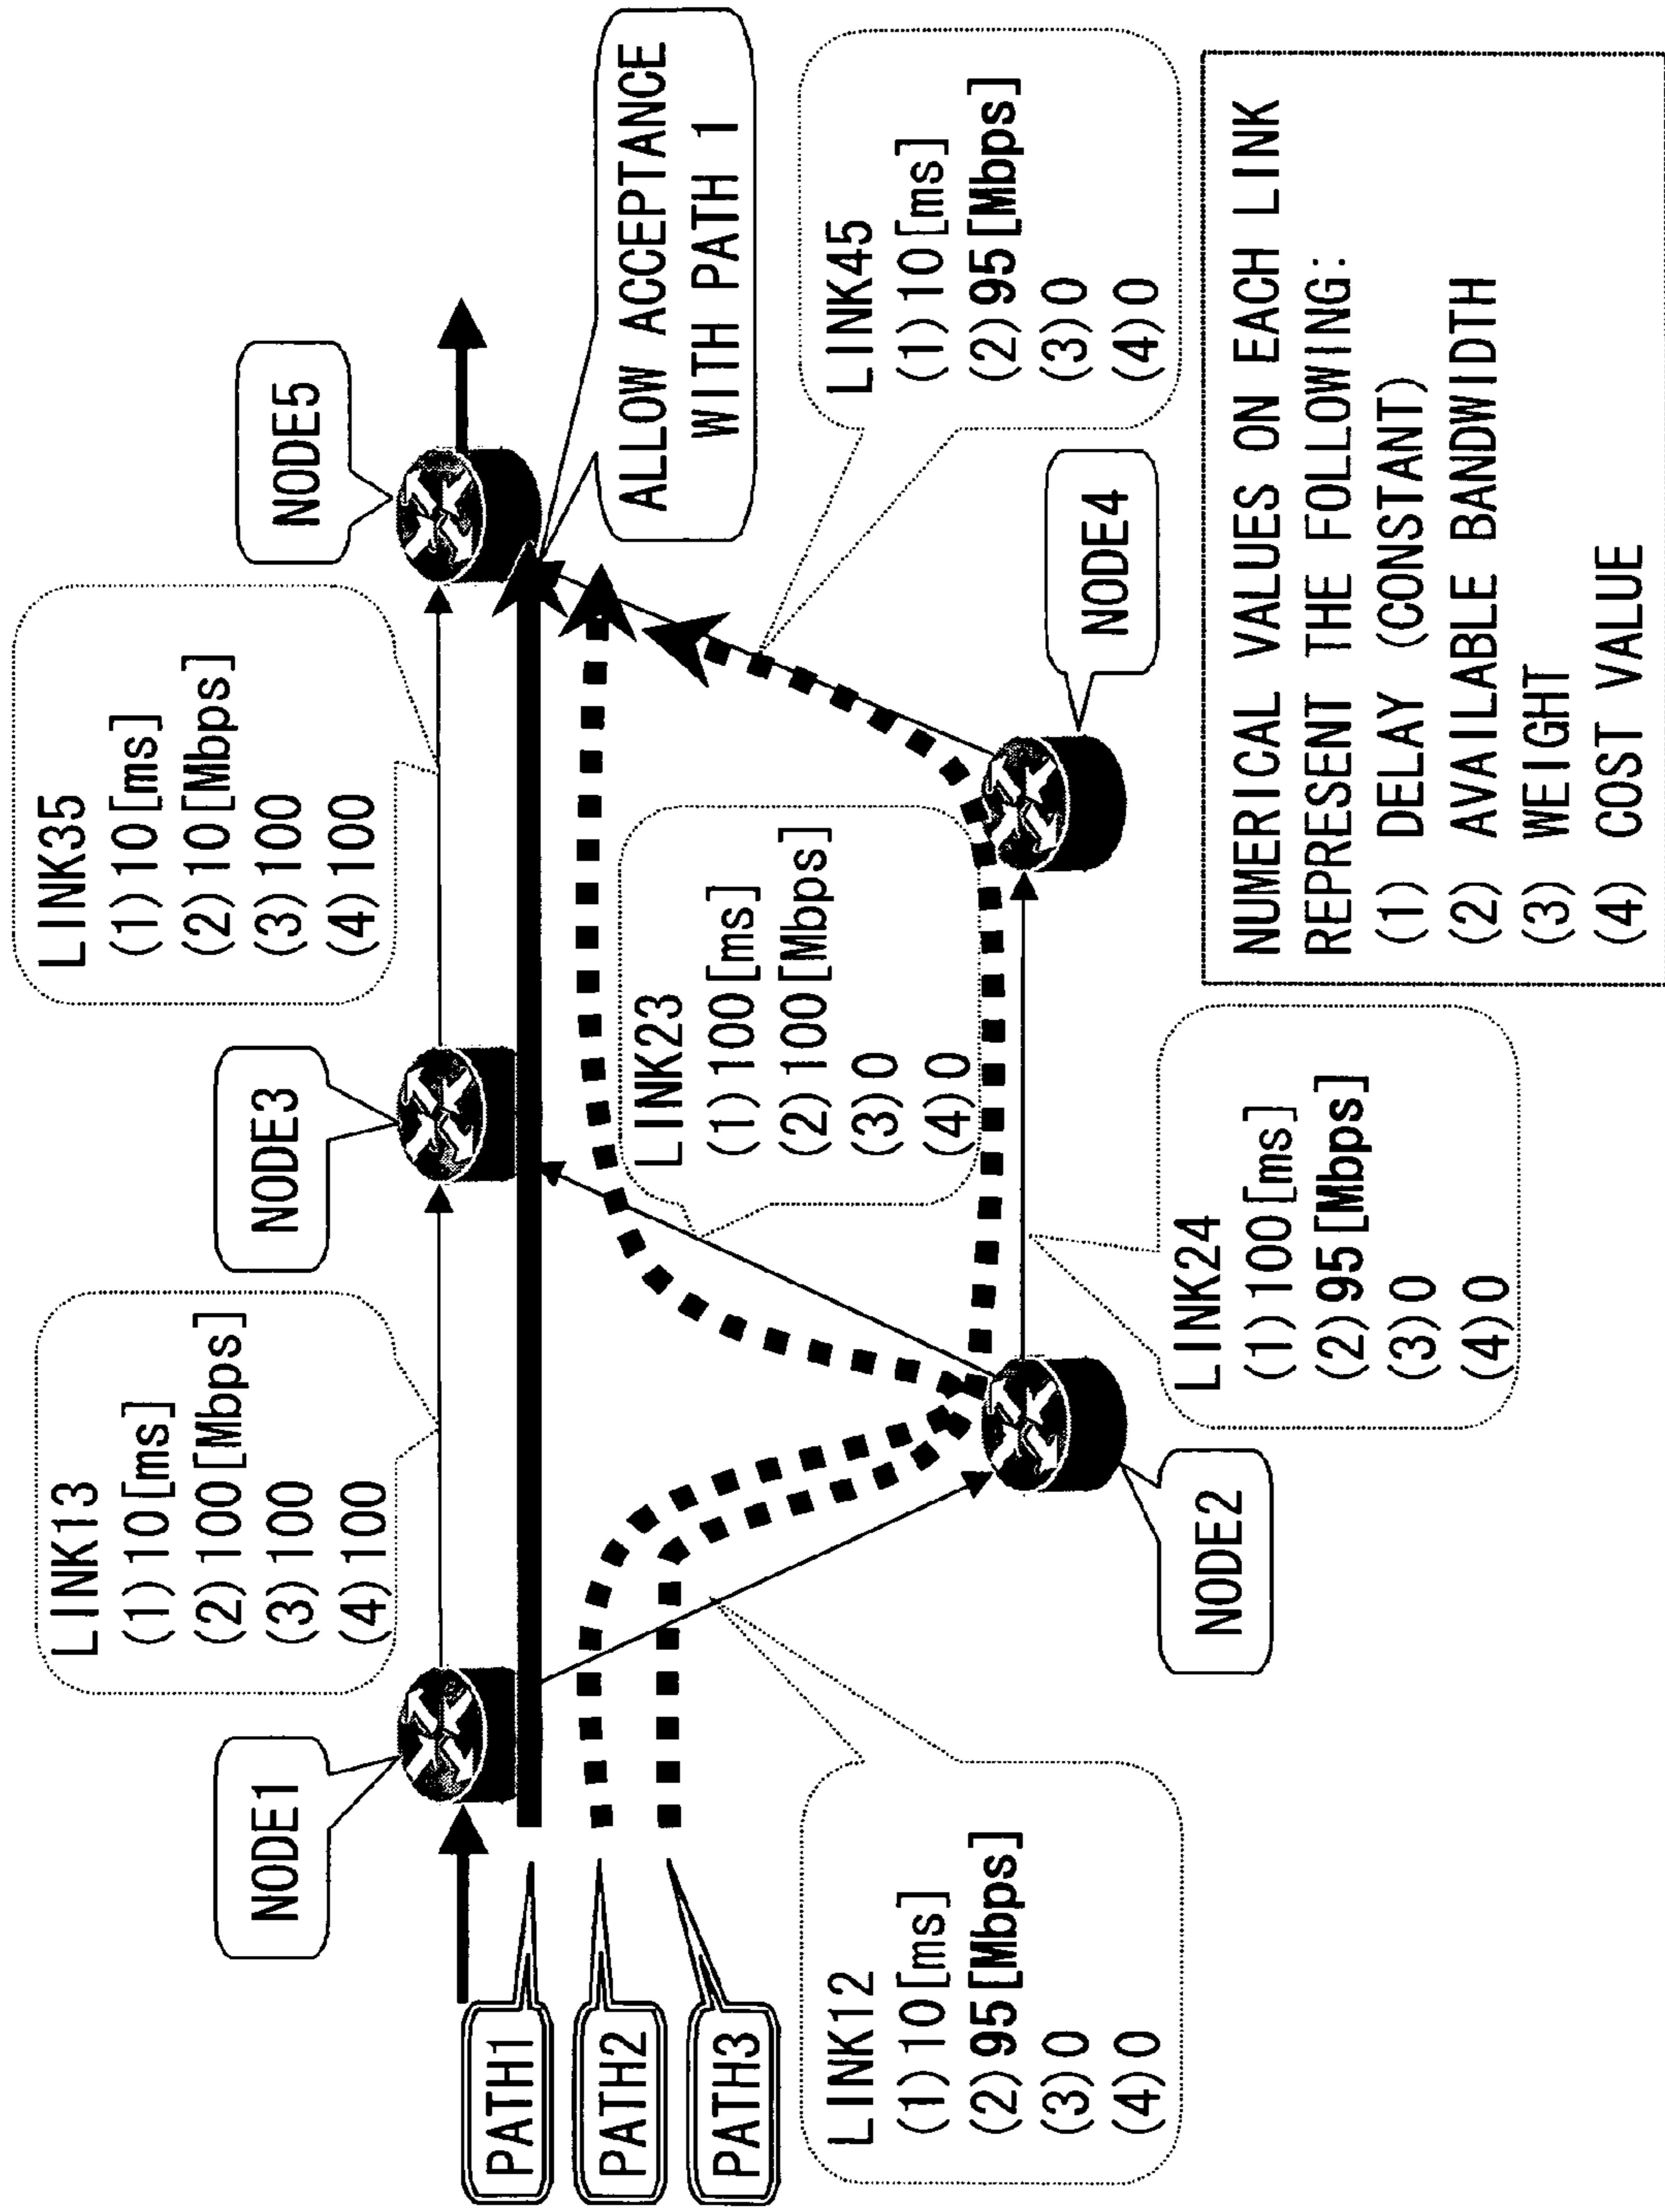 LINK13
(1)10[ms]
(2)100[Mbps]
(3)100
(4)100
LINK35
(1)10[ms]
(2)10[Mbps]
(3)100
(4)100
NODE1
NODE3
NODE5
PATH1
PATH2
PATH3
ALLOW ACCEPTANCE
WITH PATH 1
LINK23
(1)100[ms]
(2)100[Mbps]
(3)0
(4)0
LINK12
(1)10[ms]
(2)95[Mbps]
(3)0
(4)0
LINK45
(1)10[ms]
(2)95[Mbps]
(3)0
(4)0
NODE2
NODE4
LINK24
(1)100[ms]
(2)95[Mbps]
(3)0
(4)0
NUMERICAL VALUES ON EACH LINK
REPRESENT THE FOLLOWING:
(1) DELAY (CONSTANT)
(2) AVAILABLE BANDWIDTH
(3) WEIGHT
(4) COST VALUE